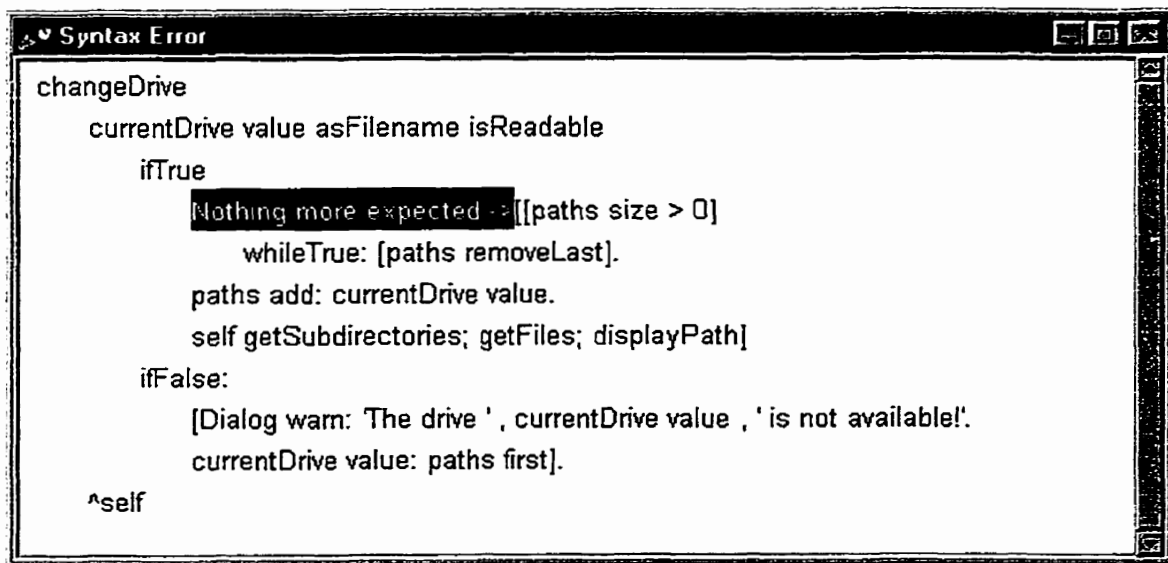 Syntax Error
changeDrive
currentDrive value asFilename isReadable
ifTrue
Nothing more expected ->[[paths size > 0]
whileTrue: [paths removeLast].
paths add: currentDrive value.
self getSubdirectories; getFiles; displayPath]
ifFalse:
[Dialog warn: 'The drive ' , currentDrive value , ' is not available!'.
currentDrive value: paths first].
^self